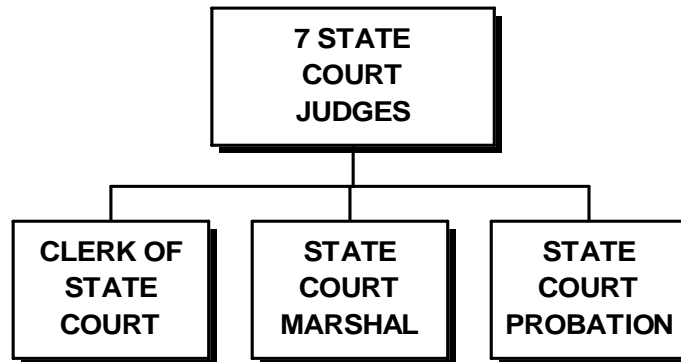 7 STATE
COURT
JUDGES
CLERK OF
STATE
COURT
STATE
COURT
MARSHAL
STATE
COURT
PROBATION